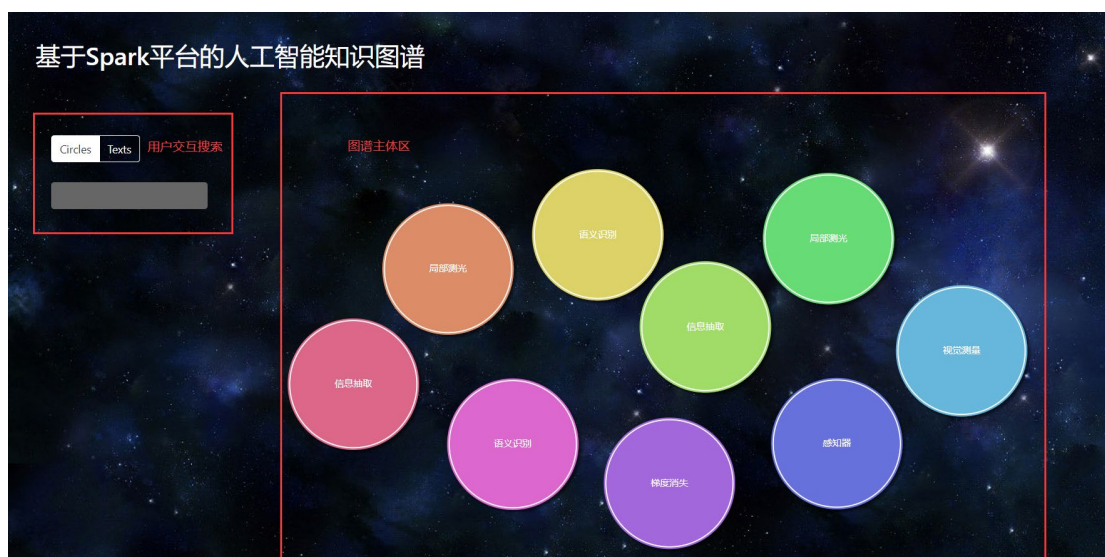 基于Spark平台的人工智能知识图谱
Circles Texts 用户交互搜索
图谱主体区
语义识别
局部测光
局部测光
信息抽取
视觉测量
信息抽取
语义识别
感知器
梯度消失